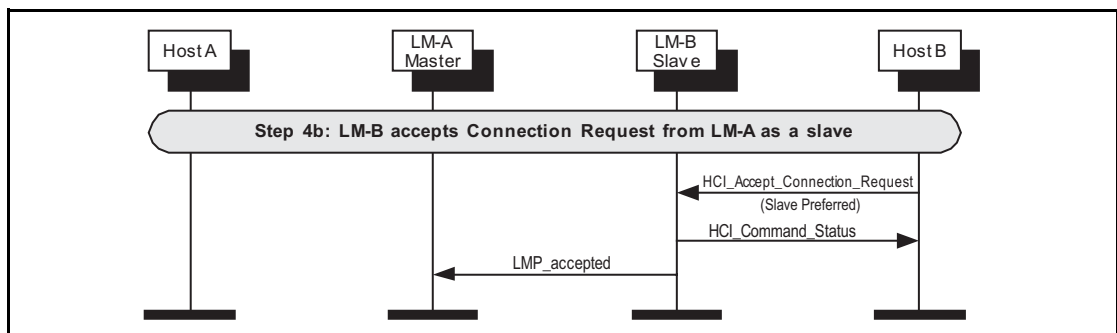 Host A
LM-A
Master
LM-B
Slave
Host B
Step 4b: LM-B accepts Connection Request from LM-A as a slave
HCI_Accept_Connection_Request
(Slave Preferred)
HCI_Command_Status
LMP_accepted